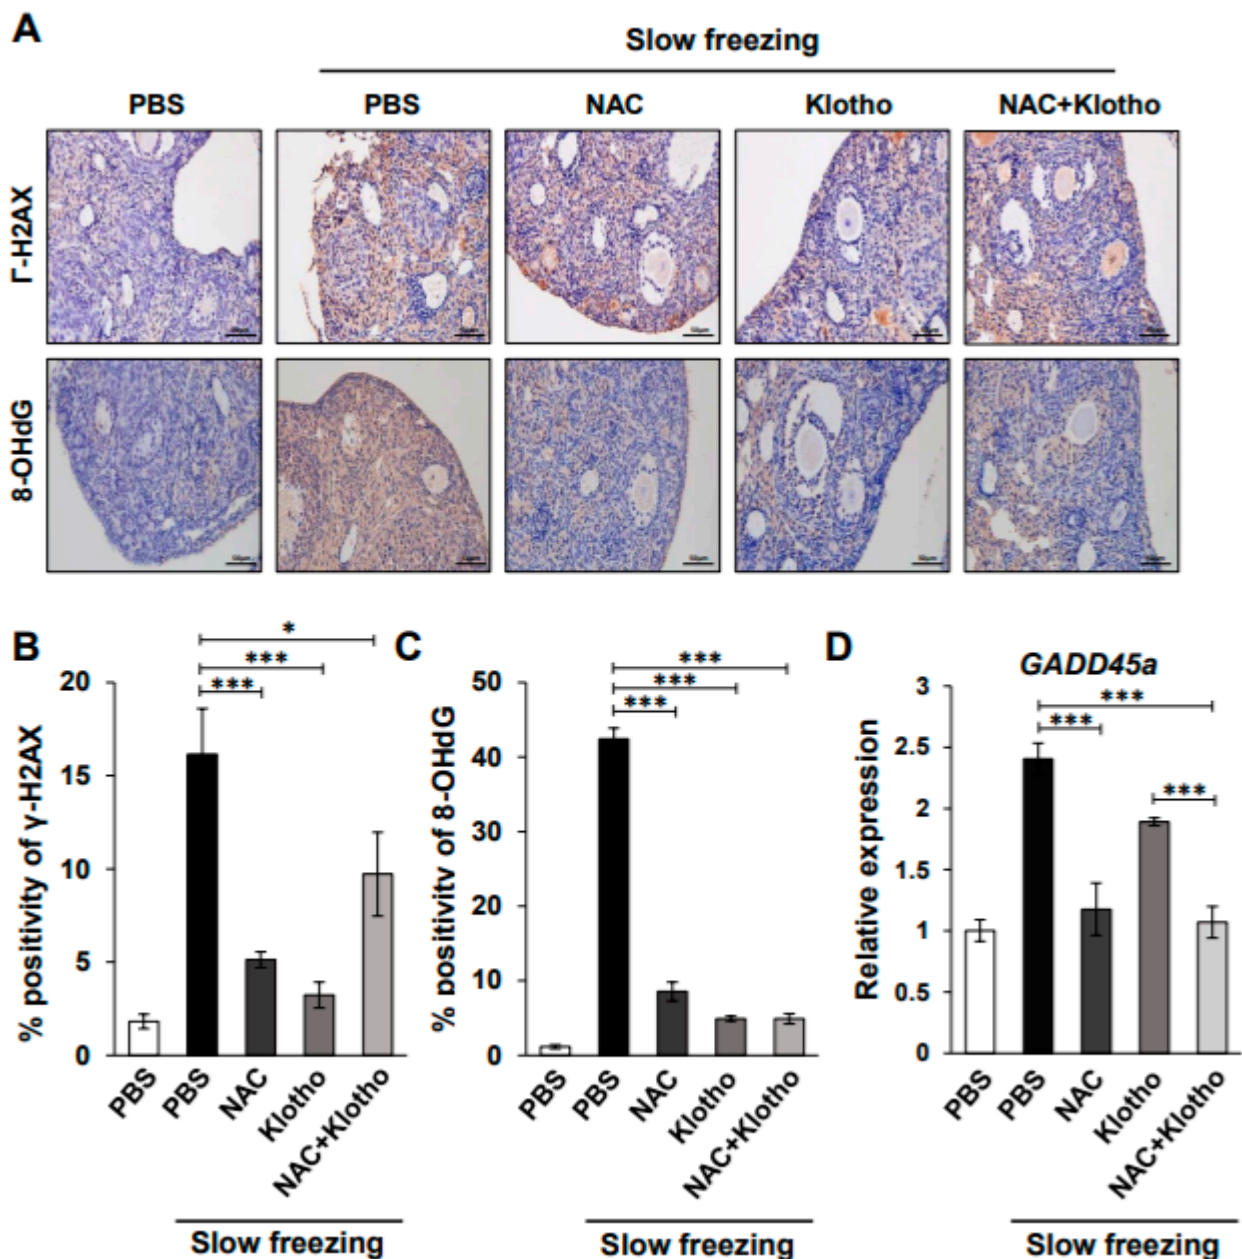 A
Slow freezing
PBS
PBS
NAC
Klotho
NAC+Klotho
Γ-H2AX
8-OHdG
B
% positivity of γ-H2AX
20
15
10
5
0
*
***
***
PBS
PBS
NAC
Klotho
NAC+Klotho
Slow freezing
C
% positivity of 8-OHdG
50
40
30
20
10
0
***
***
***
PBS
PBS
NAC
Klotho
NAC+Klotho
Slow freezing
D
GADD45a
Relative expression
3
2.5
2
1.5
1
0.5
0
***
***
***
PBS
PBS
NAC
Klotho
NAC+Klotho
Slow freezing